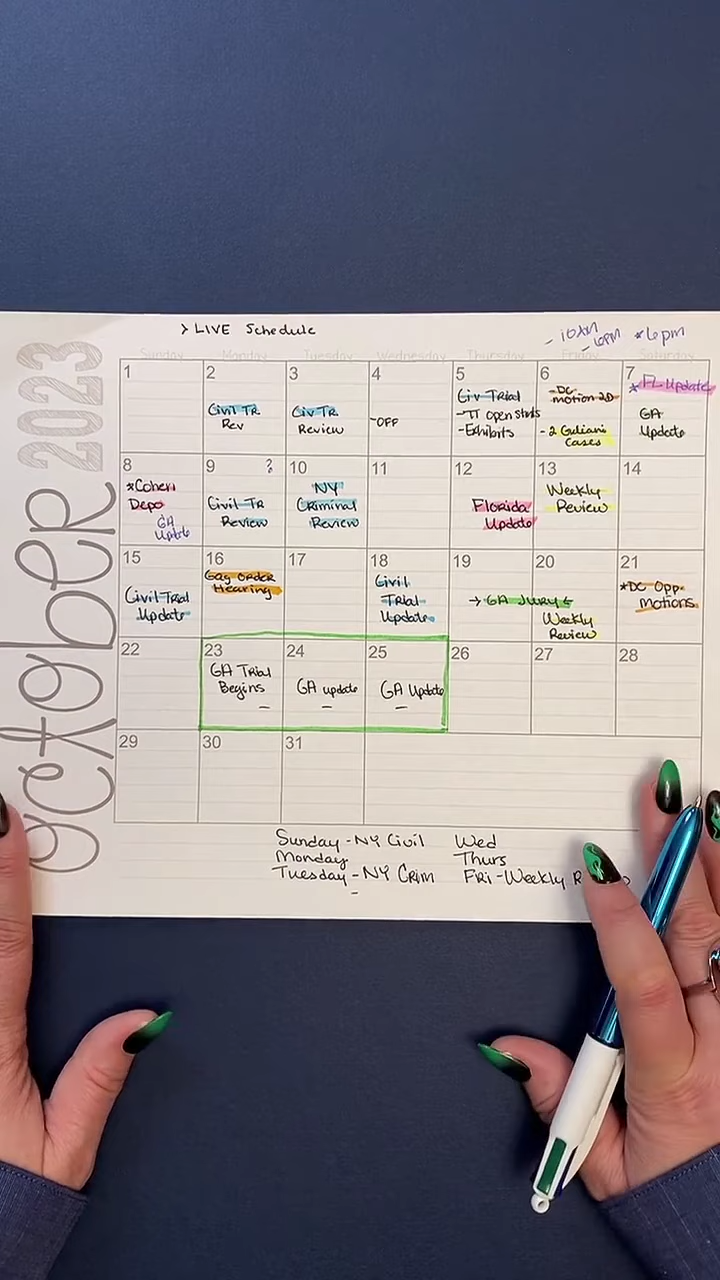 > LIVE Schedule
- 10AM
- 6pm
*6pm
October 2023
Sunday Monday Tuesday Wednesday Thursday Friday Saturday
1
2
Civil TR
Rev
3
Civ TR
Review
4
-OFF
5
Civ Trial
-TT open stmts
-Exhibits
6
-DC
motion 2D
-2 Guliani
Cases
7
*FL Update
GA
Update
8
*Cohen
Depo
GA
Update
9 ?
Civil TR
Review
10
NY
Criminal
Review
11
12
Florida
Update
13
Weekly
Review
14
15
Civil Trial
Update
16
Gag Order
Hearing
17
18
Civil
Trial
Update
19
20
→ GA JURY ←
Weekly
Review
21
*DC Opp
Motions
22
23
GA Trial
Begins
-
24
GA update
-
25
GA Update
-
26
27
28
29
30
31
Sunday - NY Civil
Monday
Tuesday - NY Crim
-
Wed
Thurs
FRi - Weekly